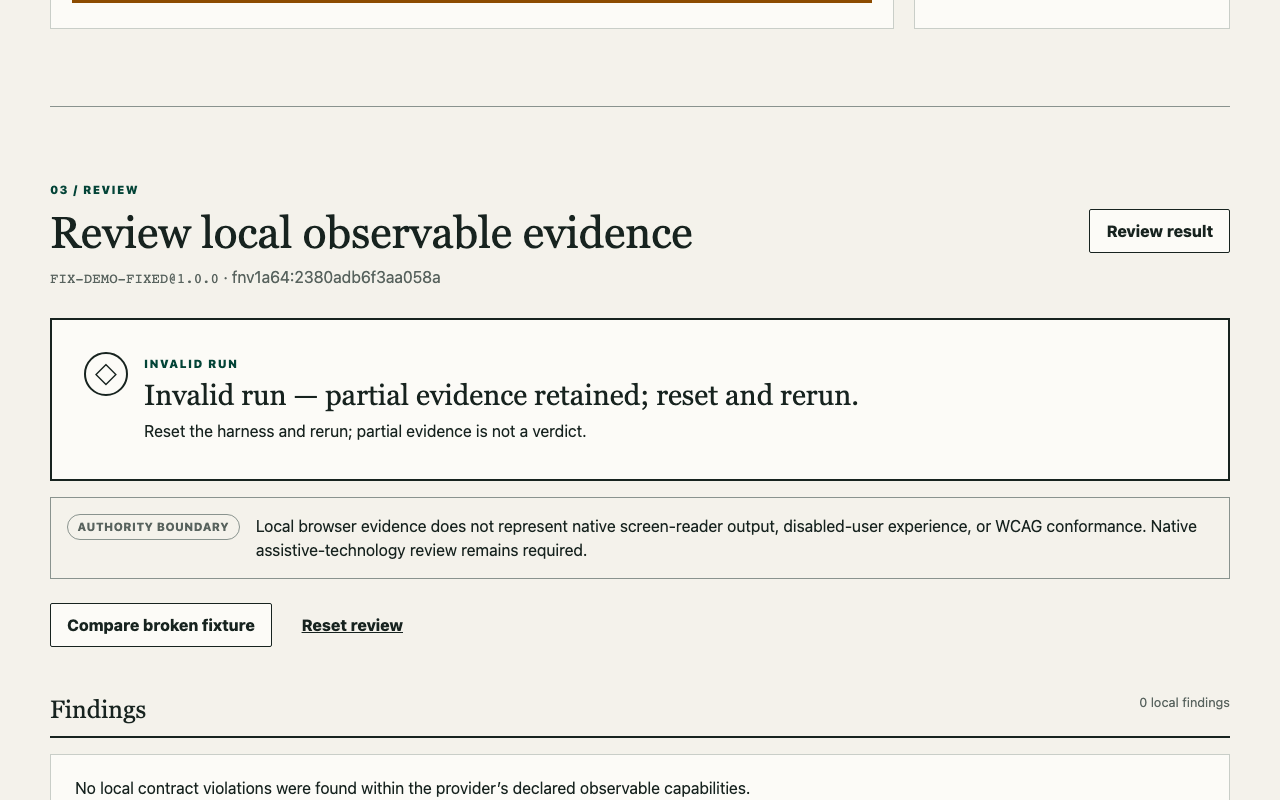 03 / REVIEW
Review local observable evidence
Review result
FIX-DEMO-FIXED@1.0.0 · fnv1a64:2380adb6f3aa058a
INVALID RUN
Invalid run — partial evidence retained; reset and rerun.
Reset the harness and rerun; partial evidence is not a verdict.
AUTHORITY BOUNDARY
Local browser evidence does not represent native screen-reader output, disabled-user experience, or WCAG conformance. Native
assistive-technology review remains required.
Compare broken fixture
Reset review
Findings
0 local findings
No local contract violations were found within the provider’s declared observable capabilities.